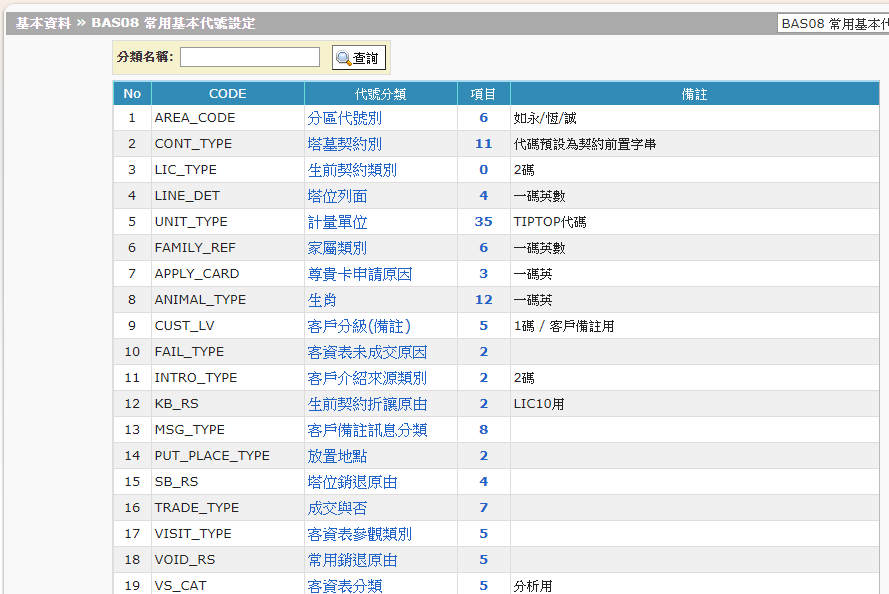 基本資料 » BAS08 常用基本代號設定
BAS08 常用基本代
分類名稱: 查詢
No CODE 代號分類 項目 備註
1 AREA_CODE 分區代號別 6 如永/恆/誠
2 CONT_TYPE 塔墓契約別 11 代碼預設為契約前置字串
3 LIC_TYPE 生前契約類別 0 2碼
4 LINE_DET 塔位列面 4 一碼英數
5 UNIT_TYPE 計量單位 35 TIPTOP代碼
6 FAMILY_REF 家屬類別 6 一碼英數
7 APPLY_CARD 尊貴卡申請原因 3 一碼英
8 ANIMAL_TYPE 生肖 12 一碼英
9 CUST_LV 客戶分級(備註) 5 1碼 / 客戶備註用
10 FAIL_TYPE 客資表未成交原因 2
11 INTRO_TYPE 客戶介紹來源類別 2 2碼
12 KB_RS 生前契約折讓原由 2 LIC10用
13 MSG_TYPE 客戶備註訊息分類 8
14 PUT_PLACE_TYPE 放置地點 2
15 SB_RS 塔位銷退原由 4
16 TRADE_TYPE 成交與否 7
17 VISIT_TYPE 客資表參觀類別 5
18 VOID_RS 常用銷退原由 5
19 VS_CAT 客資表分類 5 分析用